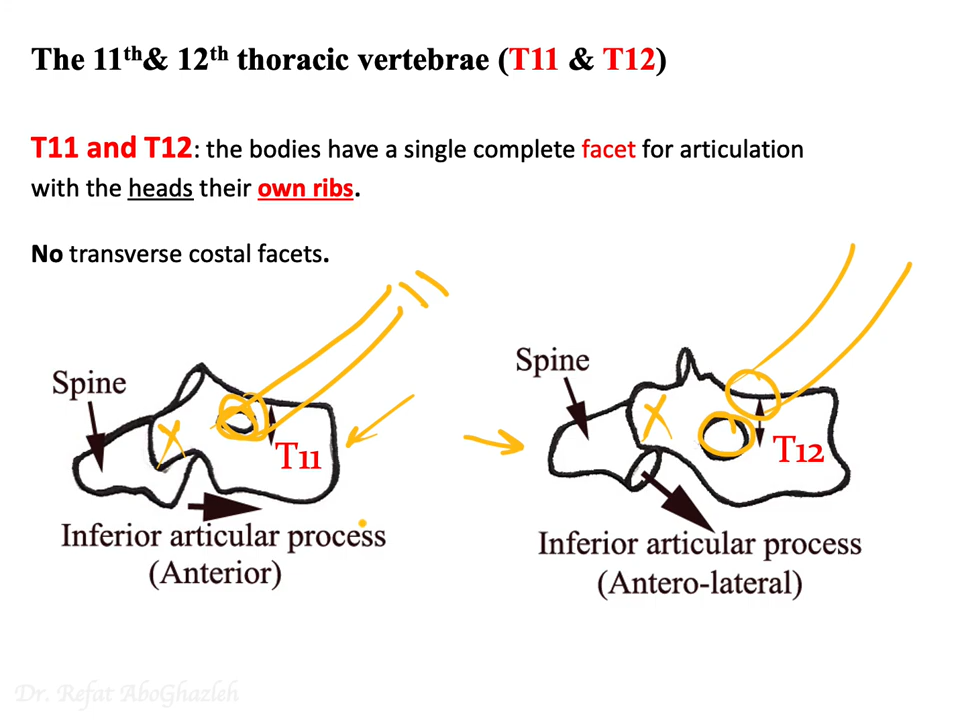 The 11th& 12th thoracic vertebrae (T11 & T12)
T11 and T12: the bodies have a single complete facet for articulation
with the heads their own ribs.
No transverse costal facets.
Spine
T11
Inferior articular process
(Anterior)
Spine
T12
Inferior articular process
(Antero-lateral)
Dr. Refat AboGhazleh